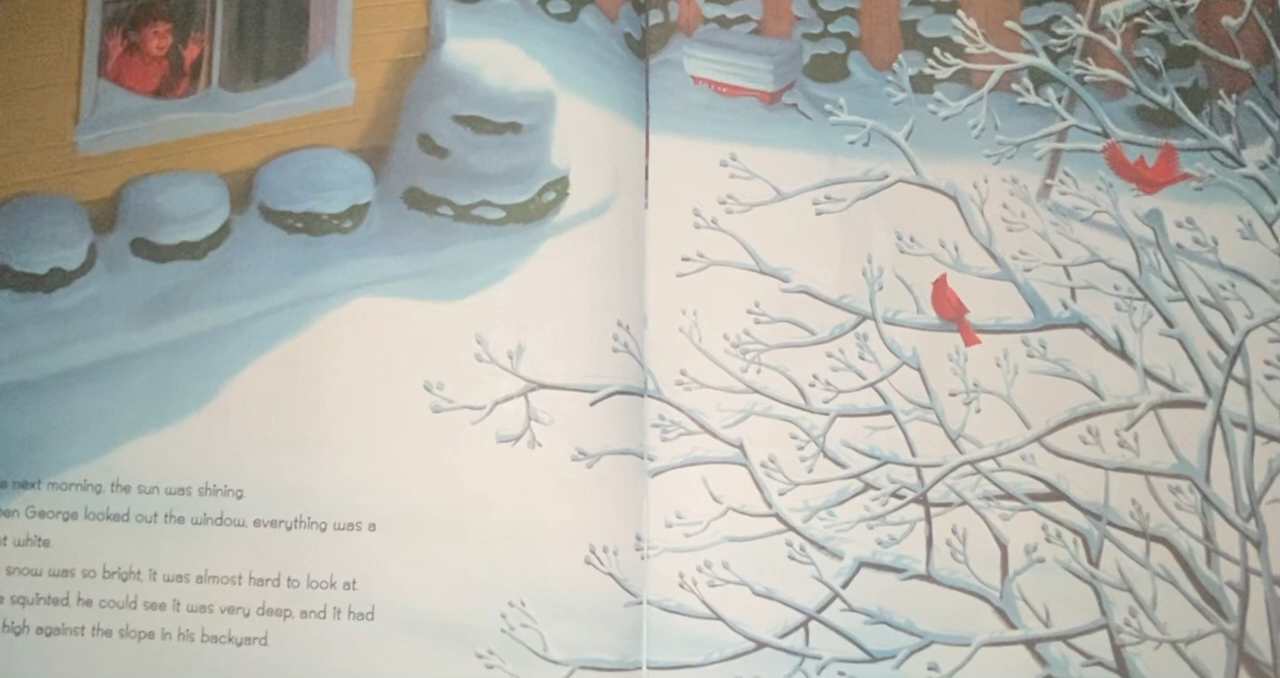 next morning, the sun was shining.
George looked out the window, everything was a
white.
snow was so bright, it was almost hard to look at.
squinted, he could see it was very deep, and it had
high against the slope in his backyard.